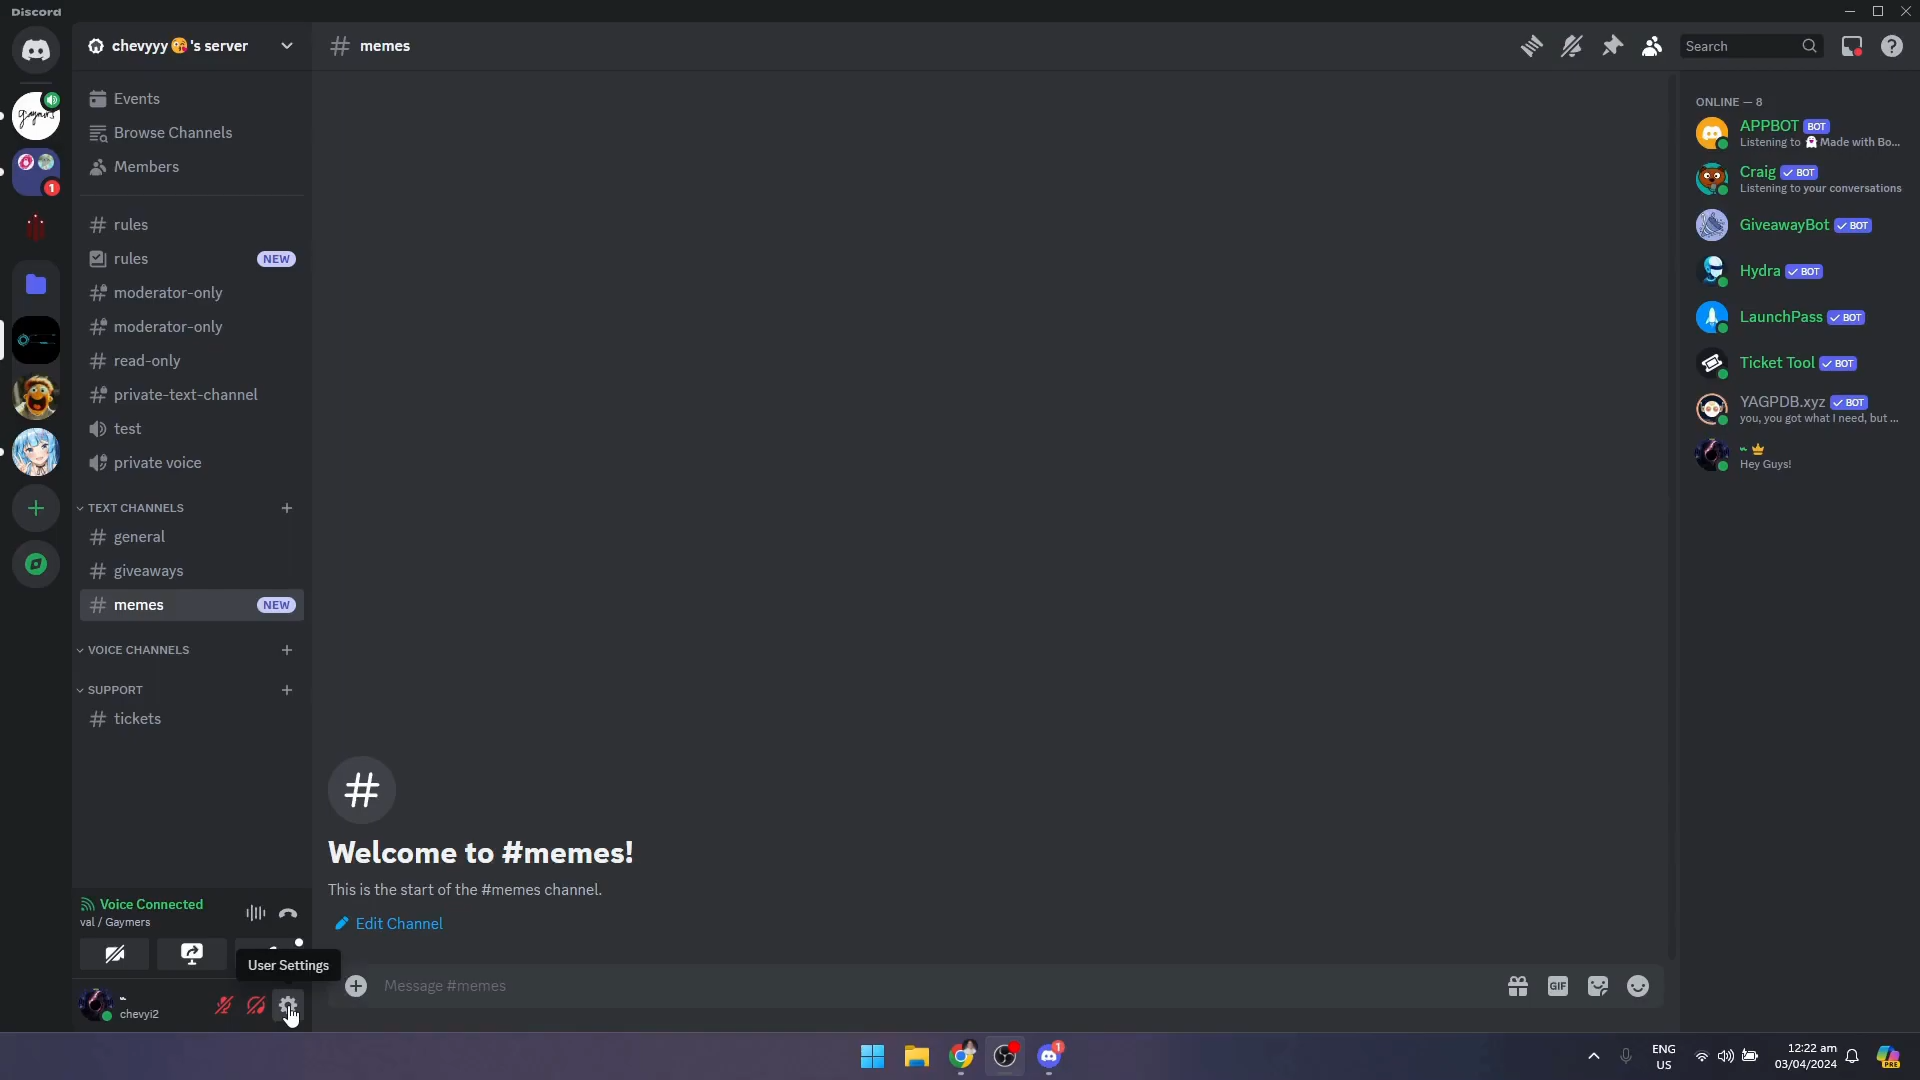 Discord
chevyyy😘's server
memes
Search
Events
Browse Channels
Members
rules
rules NEW
moderator-only
moderator-only
read-only
private-text-channel
test
private voice
TEXT CHANNELS
general
giveaways
memes NEW
VOICE CHANNELS
SUPPORT
tickets
Voice Connected
val / Gaymers
User Settings
chevyi2
Welcome to #memes!
This is the start of the #memes channel.
Edit Channel
Message #memes
GIF
ONLINE — 8
APPBOT BOT
Listening to 👻 Made with Bo...
Craig ✓ BOT
Listening to your conversations
GiveawayBot ✓ BOT
Hydra ✓ BOT
LaunchPass ✓ BOT
Ticket Tool ✓ BOT
YAGPDB.xyz ✓ BOT
you, you got what I need, but ...
Hey Guys!
1
1
ENG
US
12:22 am
03/04/2024
PRE